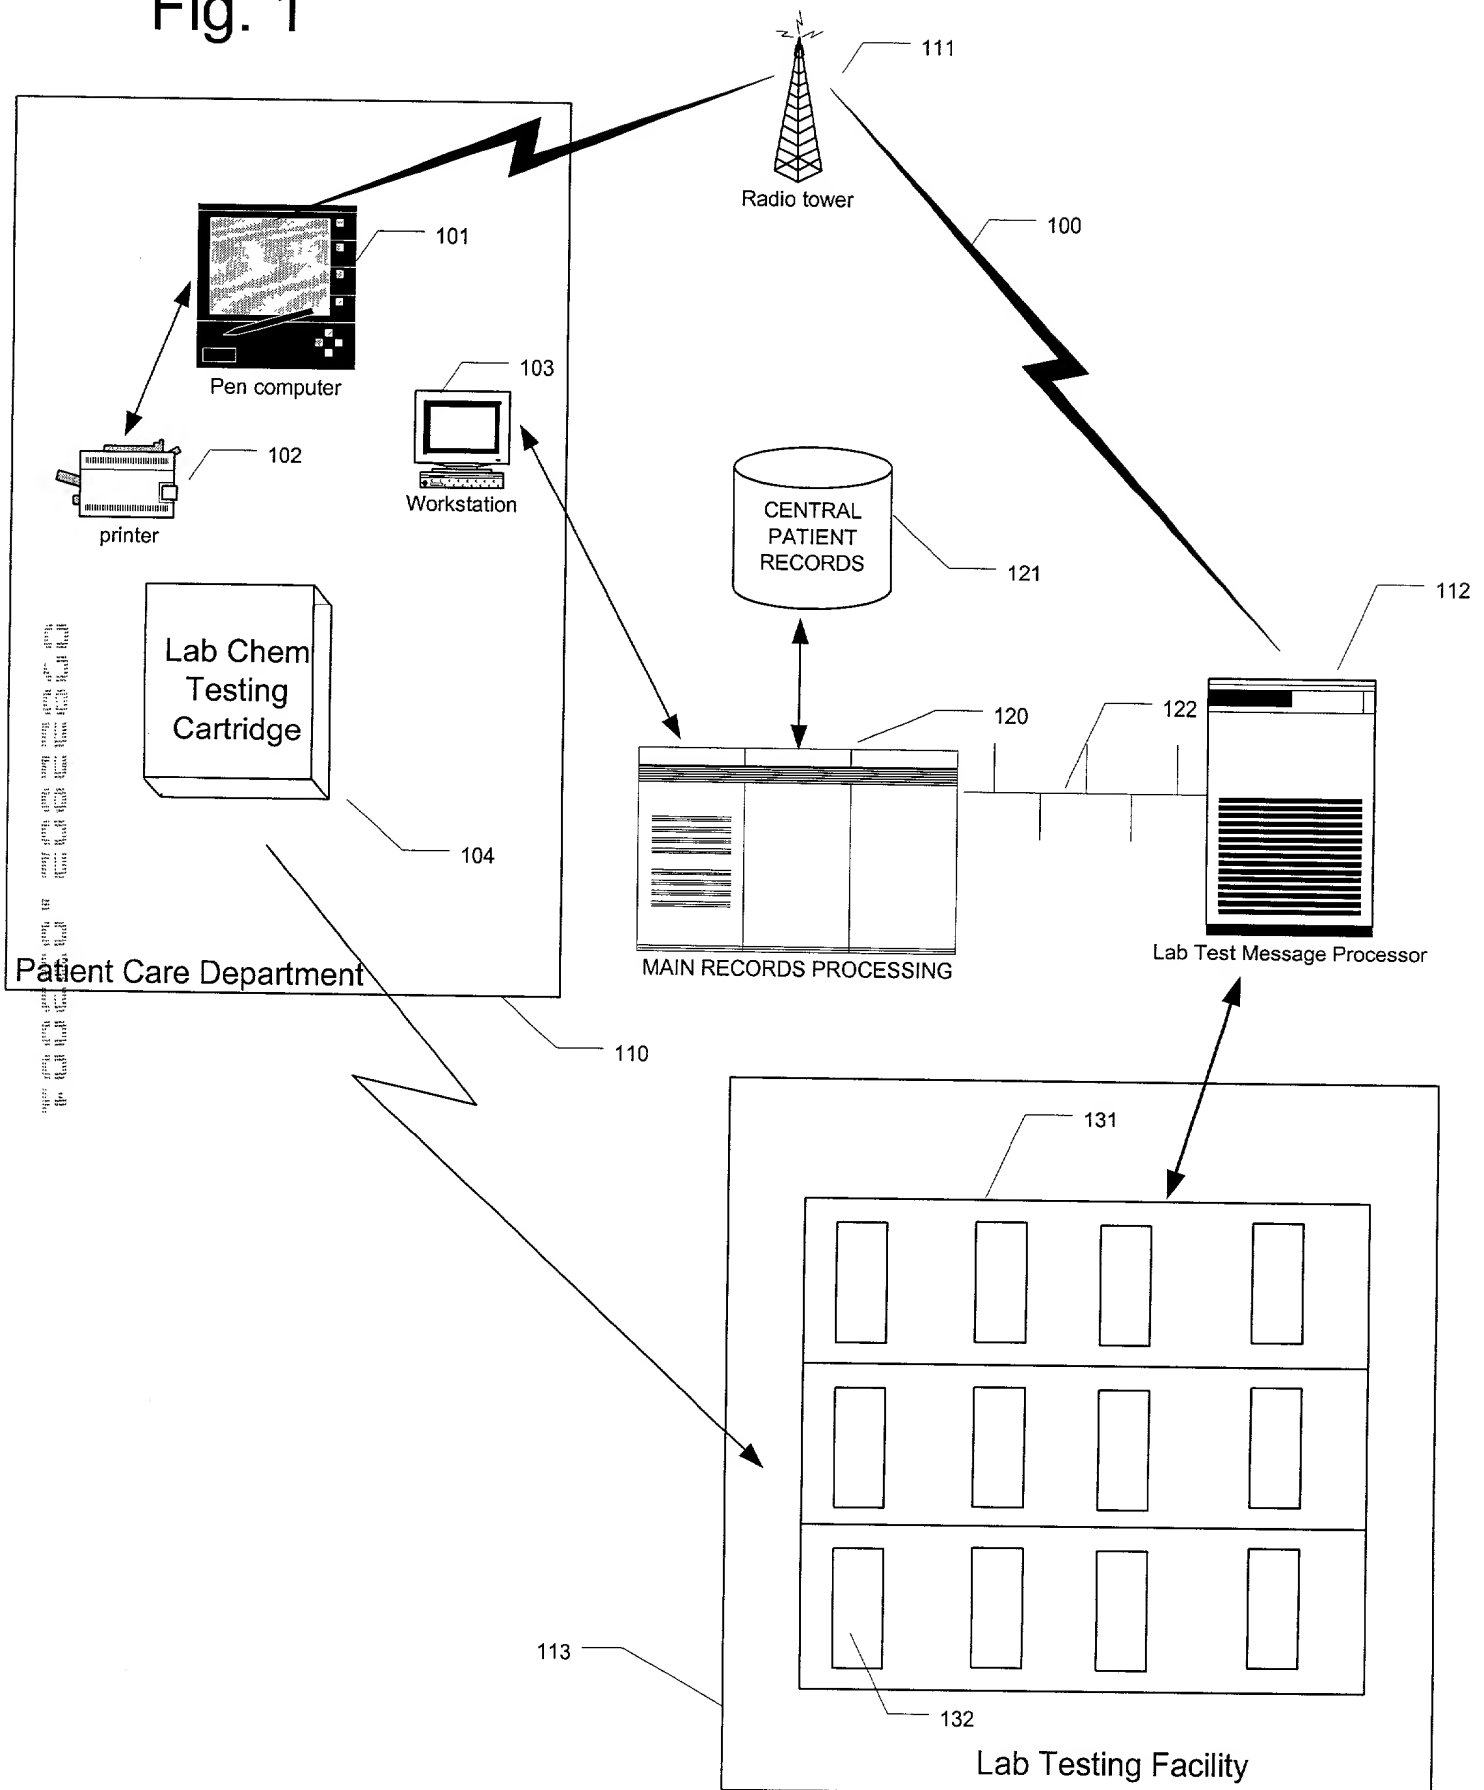 Fig. 1
111
Radio tower
100
101
Pen computer
103
102
Workstation
printer
CENTRAL
PATIENT
RECORDS
121
112
Lab Chem
Testing
Cartridge
120
122
104
Lab Test Message Processor
MAIN RECORDS PROCESSING
Patient Care Department
110
131
113
132
Lab Testing Facility